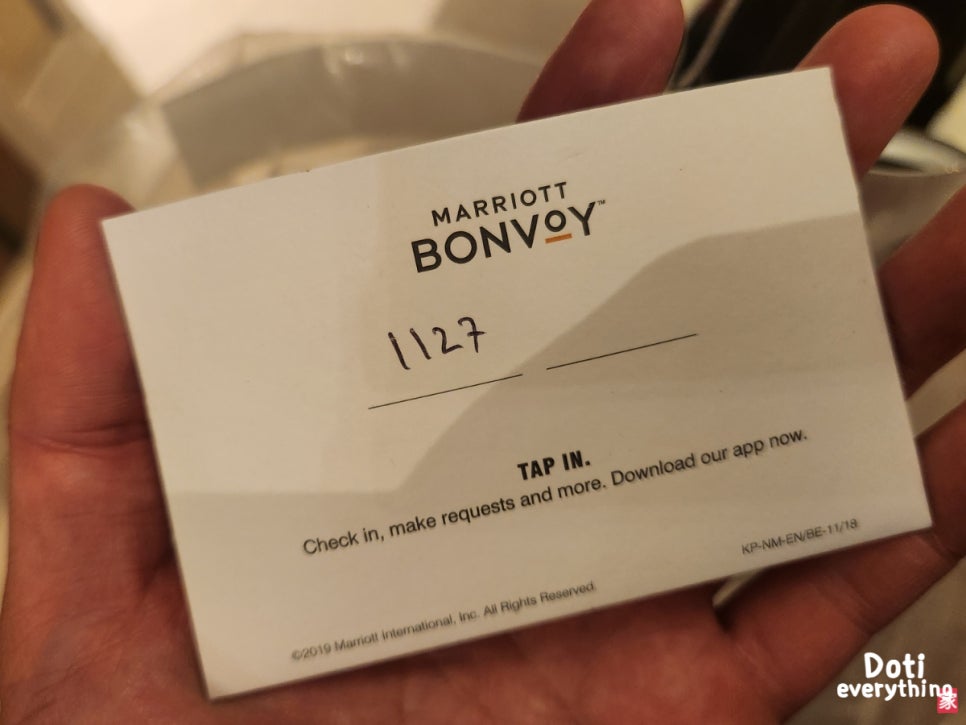 MARRIOTT
BONVOY™
1127
TAP IN.
Check in, make requests and more. Download our app now.
KP-NM-EN/BE-11/18
©2019 Marriott International, Inc. All Rights Reserved.
Doti
everything
家